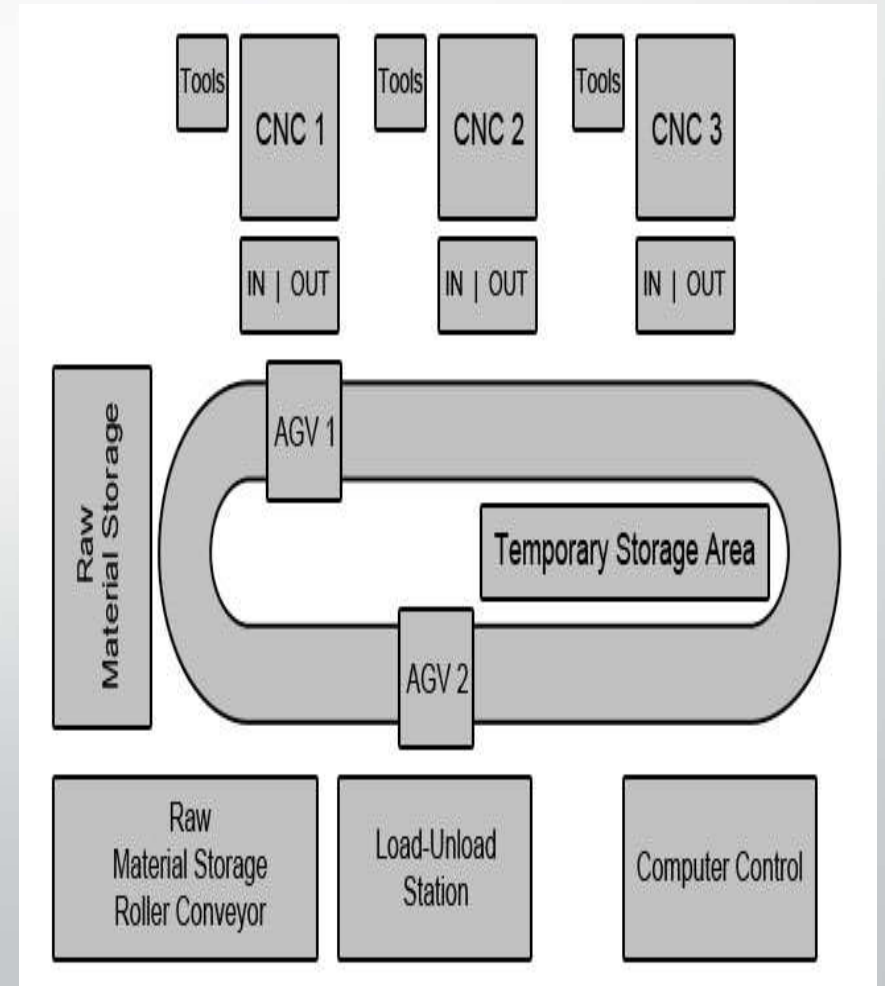 Tools
CNC 1
Tools
CNC 2
Tools
CNC 3
IN | OUT
IN | OUT
IN | OUT
Raw
Material Storage
AGV 1
Temporary Storage Area
AGV 2
Raw
Material Storage
Roller Conveyor
Load-Unload
Station
Computer Control